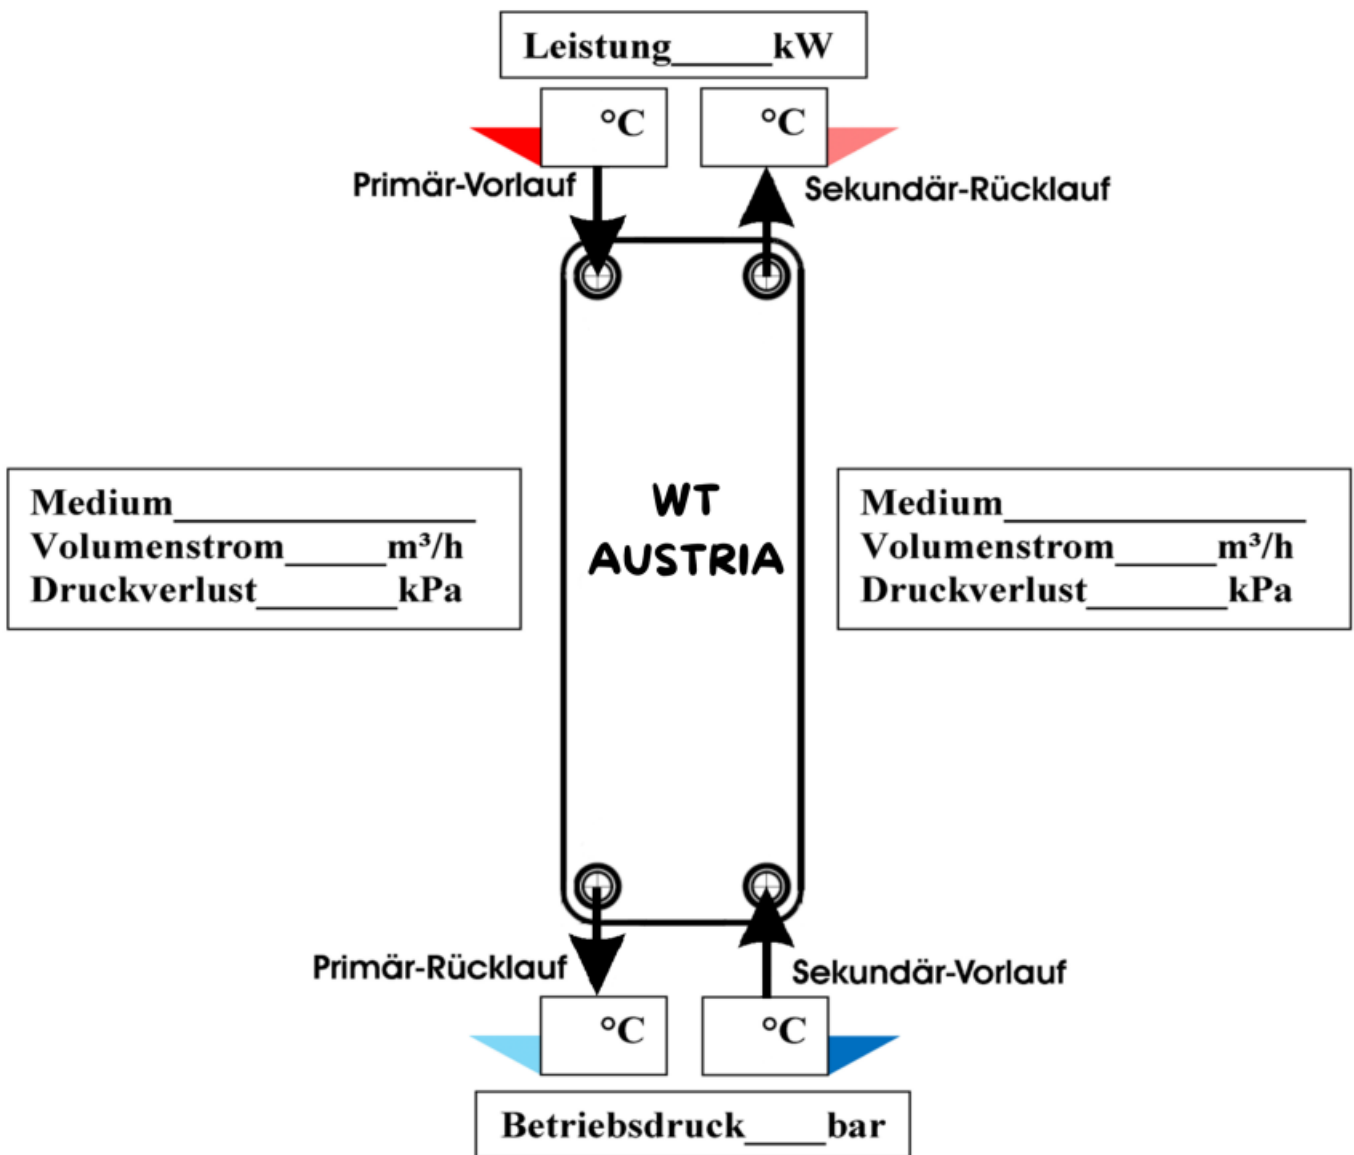 Leistung_____kW
°C
°C
Primär-Vorlauf
Sekundär-Rücklauf
WT
AUSTRIA
Medium_______________
Volumenstrom_____m³/h
Druckverlust_______kPa
Medium_______________
Volumenstrom_____m³/h
Druckverlust_______kPa
Primär-Rücklauf
Sekundär-Vorlauf
°C
°C
Betriebsdruck____bar